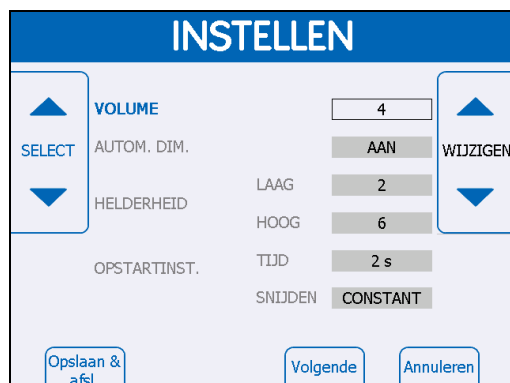 INSTELLEN
SELECT
VOLUME 4
AUTOM. DIM. AAN
HELDERHEID
LAAG 2
HOOG 6
OPSTARTINST.
TIJD 2 s
SNIJDEN CONSTANT
WIJZIGEN
Opslaan &
afsl.
Volgende
Annuleren